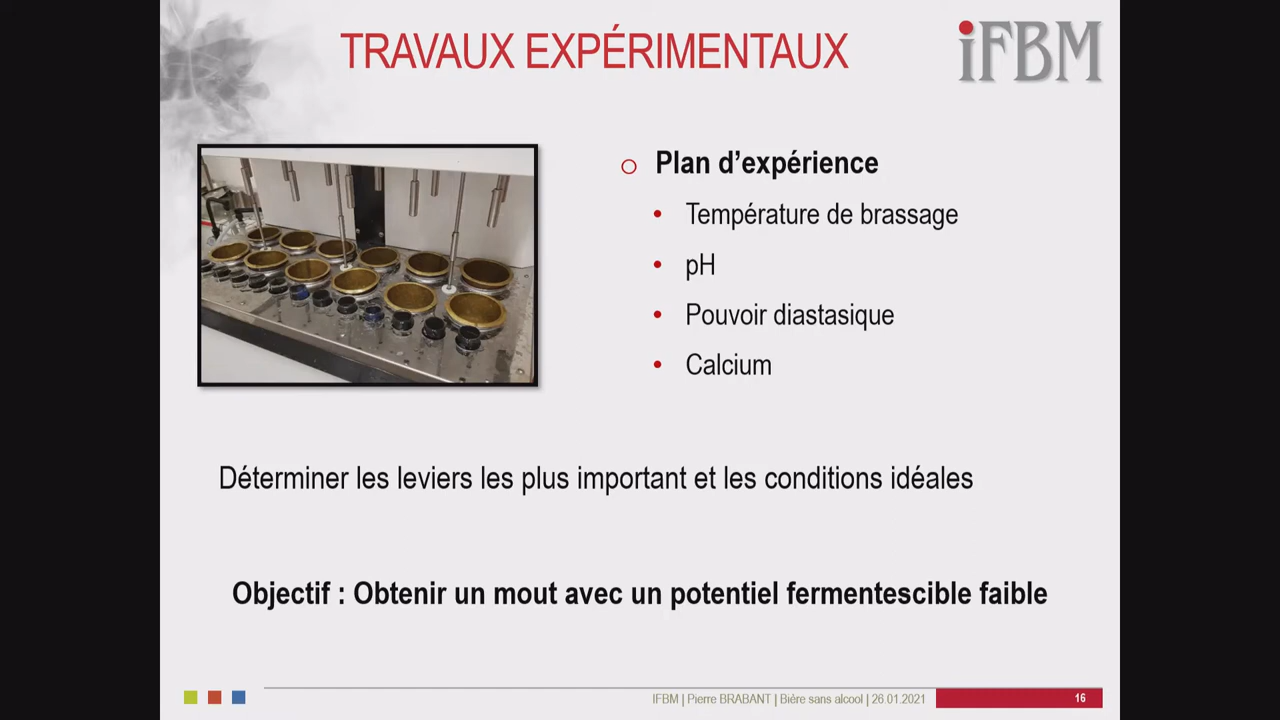 TRAVAUX EXPÉRIMENTAUX
iFBM
Plan d’expérience
Température de brassage
pH
Pouvoir diastasique
Calcium
Déterminer les leviers les plus important et les conditions idéales
Objectif : Obtenir un mout avec un potentiel fermentescible faible
IFBM | Pierre BRABANT | Bière sans alcool | 26.01.2021
16